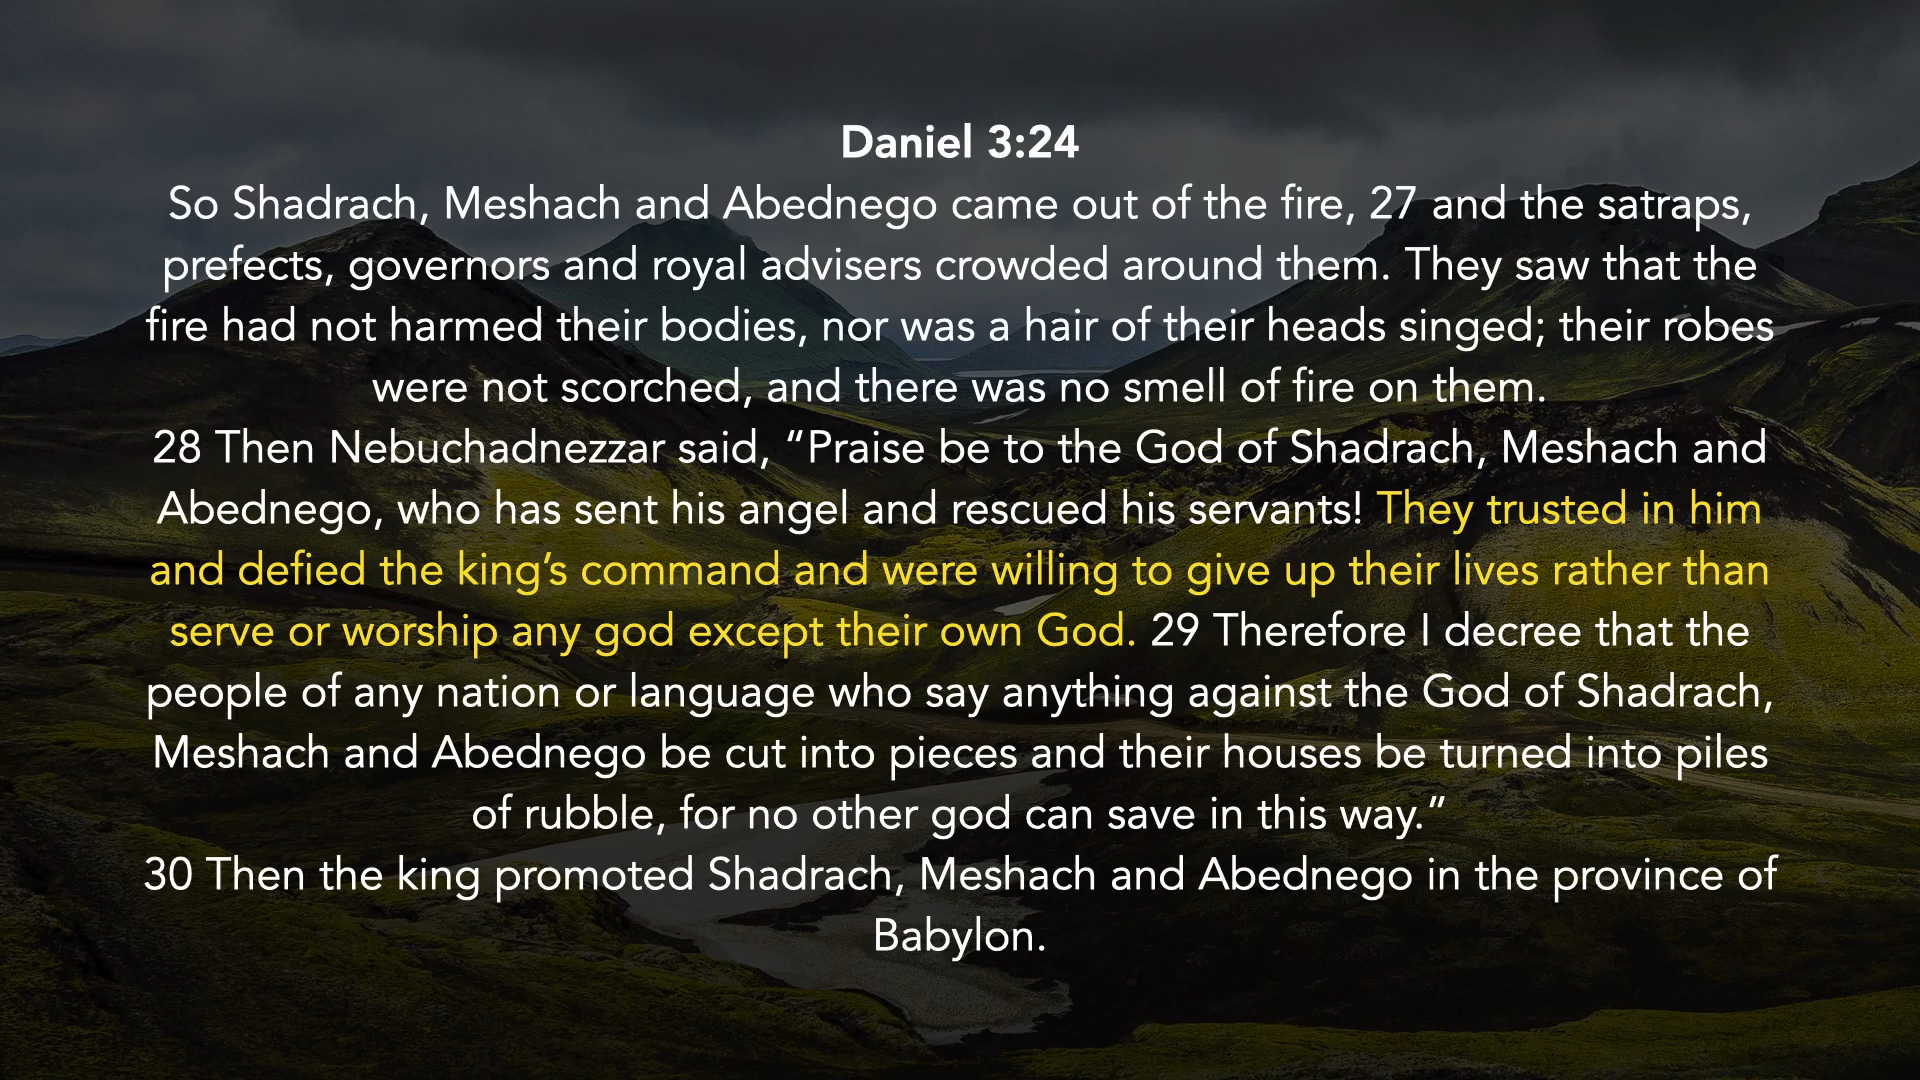 Daniel 3:24
So Shadrach, Meshach and Abednego came out of the fire, 27 and the satraps,
prefects, governors and royal advisers crowded around them. They saw that the
fire had not harmed their bodies, nor was a hair of their heads singed; their robes
were not scorched, and there was no smell of fire on them.
28 Then Nebuchadnezzar said, “Praise be to the God of Shadrach, Meshach and
Abednego, who has sent his angel and rescued his servants! They trusted in him
and defied the king’s command and were willing to give up their lives rather than
serve or worship any god except their own God. 29 Therefore I decree that the
people of any nation or language who say anything against the God of Shadrach,
Meshach and Abednego be cut into pieces and their houses be turned into piles
of rubble, for no other god can save in this way.”
30 Then the king promoted Shadrach, Meshach and Abednego in the province of
Babylon.